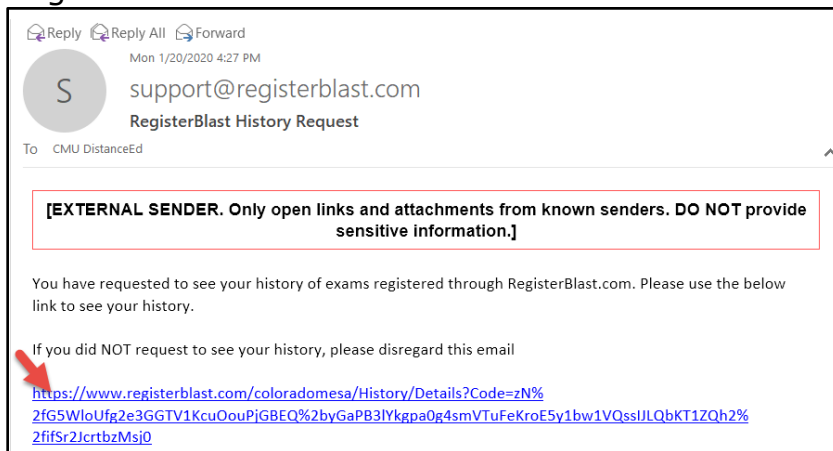 Reply Reply All Forward
Mon 1/20/2020 4:27 PM
S
support@registerblast.com
RegisterBlast History Request
To CMU DistanceEd
[EXTERNAL SENDER. Only open links and attachments from known senders. DO NOT provide
sensitive information.]
You have requested to see your history of exams registered through RegisterBlast.com. Please use the below
link to see your history.
If you did NOT request to see your history, please disregard this email
https://www.registerblast.com/coloradomesa/History/Details?Code=zN%
2fG5WloUfg2e3GGTV1KcuOouPjGBEQ%2byGaPB3lYkgpa0g4smVTuFeKroE5y1bw1VQssIJLQbKT1ZQh2%
2fifSr2JcrtbzMsj0